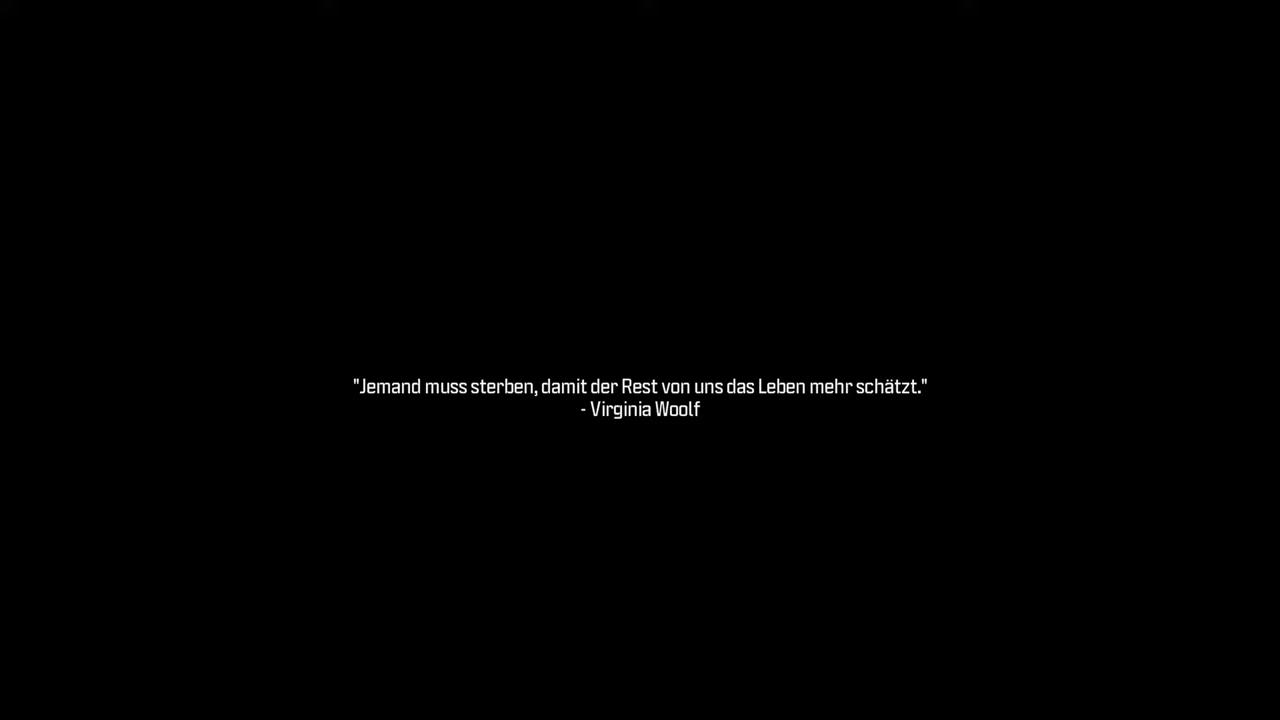 "Jemand muss sterben, damit der Rest von uns das Leben mehr schätzt."
- Virginia Woolf